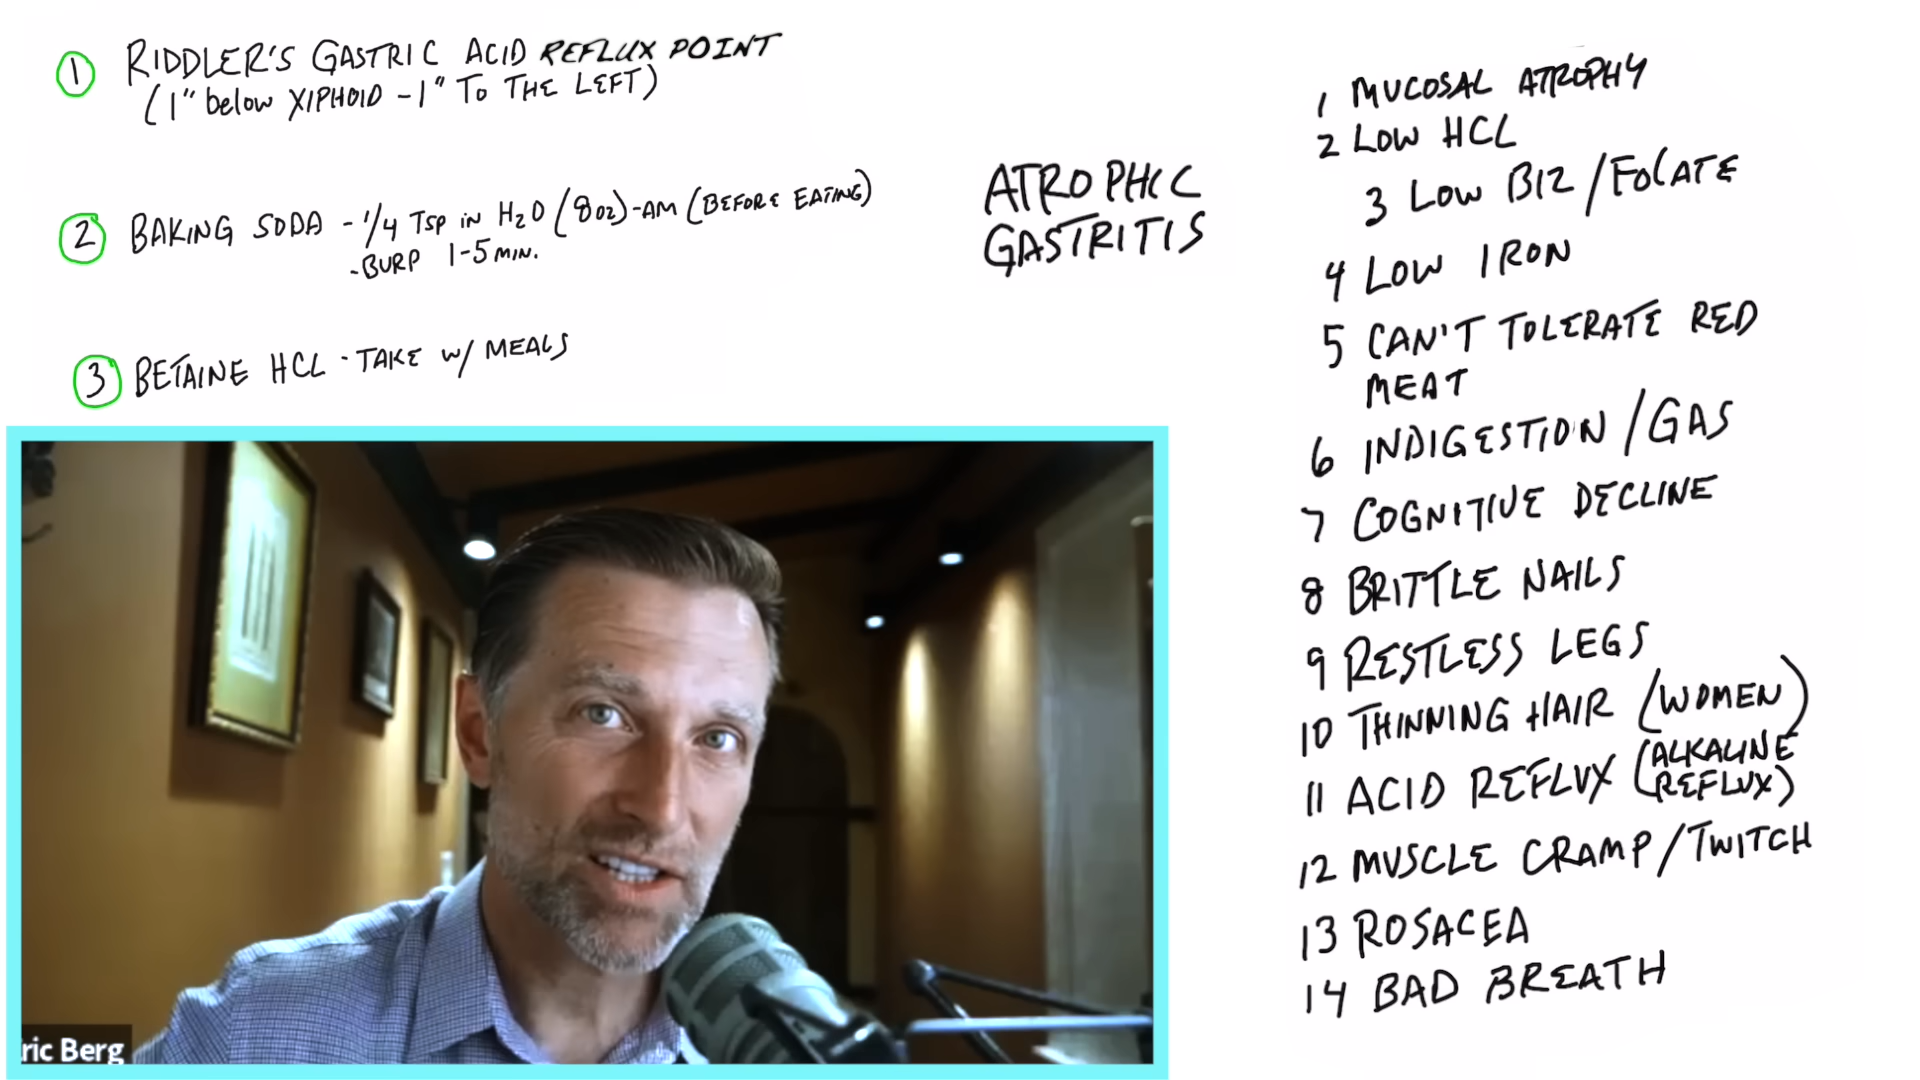 1 RIDDLER'S GASTRIC ACID REFLUX POINT
(1" below XIPHOID - 1" TO THE LEFT)
2 BAKING SODA - 1/4 TSP IN H2O (8 oz) - AM (BEFORE EATING)
- BURP 1-5 MIN.
3 BETAINE HCL - TAKE W/ MEALS
ATROPHIC
GASTRITIS
1 MUCOSAL ATROPHY
2 LOW HCL
3 LOW B12 / FOLATE
4 LOW IRON
5 CAN'T TOLERATE RED
MEAT
6 INDIGESTION / GAS
7 COGNITIVE DECLINE
8 BRITTLE NAILS
9 RESTLESS LEGS
10 THINNING HAIR (WOMEN)
11 ACID REFLUX (ALKALINE
REFLUX)
12 MUSCLE CRAMP / TWITCH
13 ROSACEA
14 BAD BREATH
ric Berg